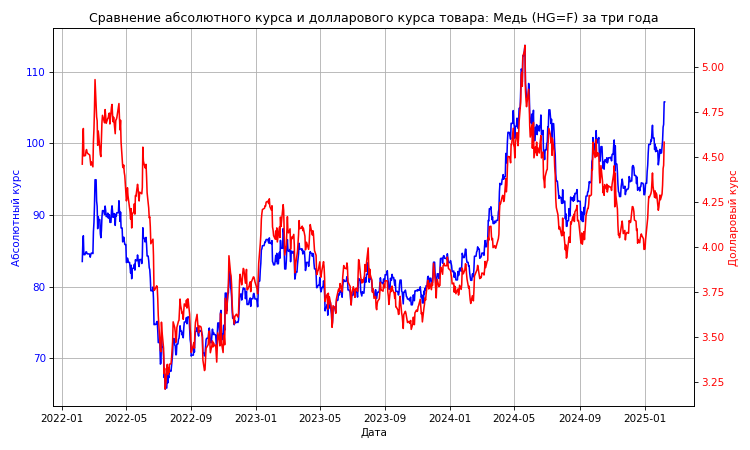 Сравнение абсолютного курса и долларового курса товара: Медь (HG=F) за три года
Абсолютный курс
110
100
90
80
70
Долларовый курс
5.00
4.75
4.50
4.25
4.00
3.75
3.50
3.25
2022-01 2022-05 2022-09 2023-01 2023-05 2023-09 2024-01 2024-05 2024-09 2025-01
Дата